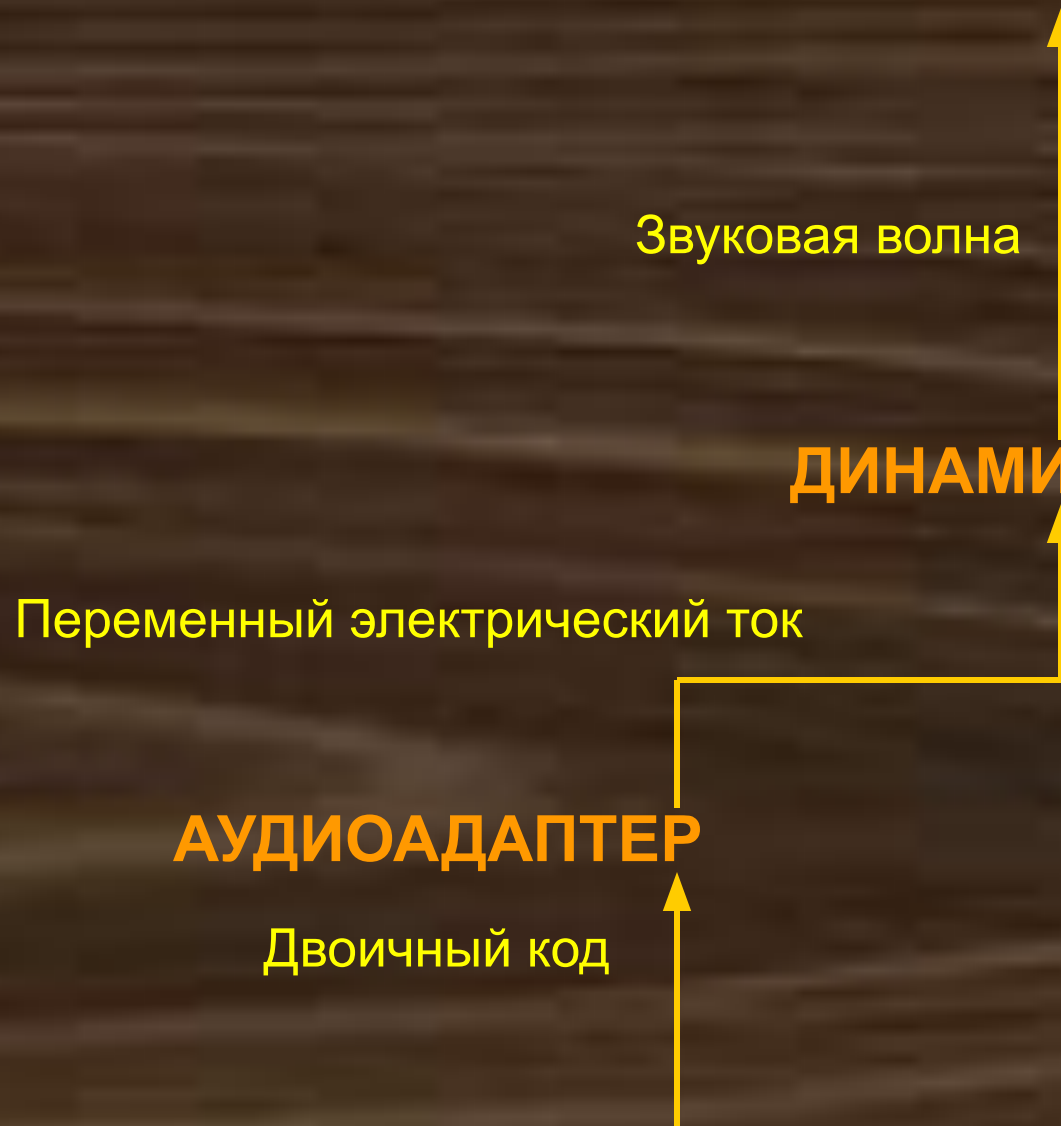 Звуковая волна
ДИНАМИ
Переменный электрический ток
АУДИОАДАПТЕР
Двоичный код